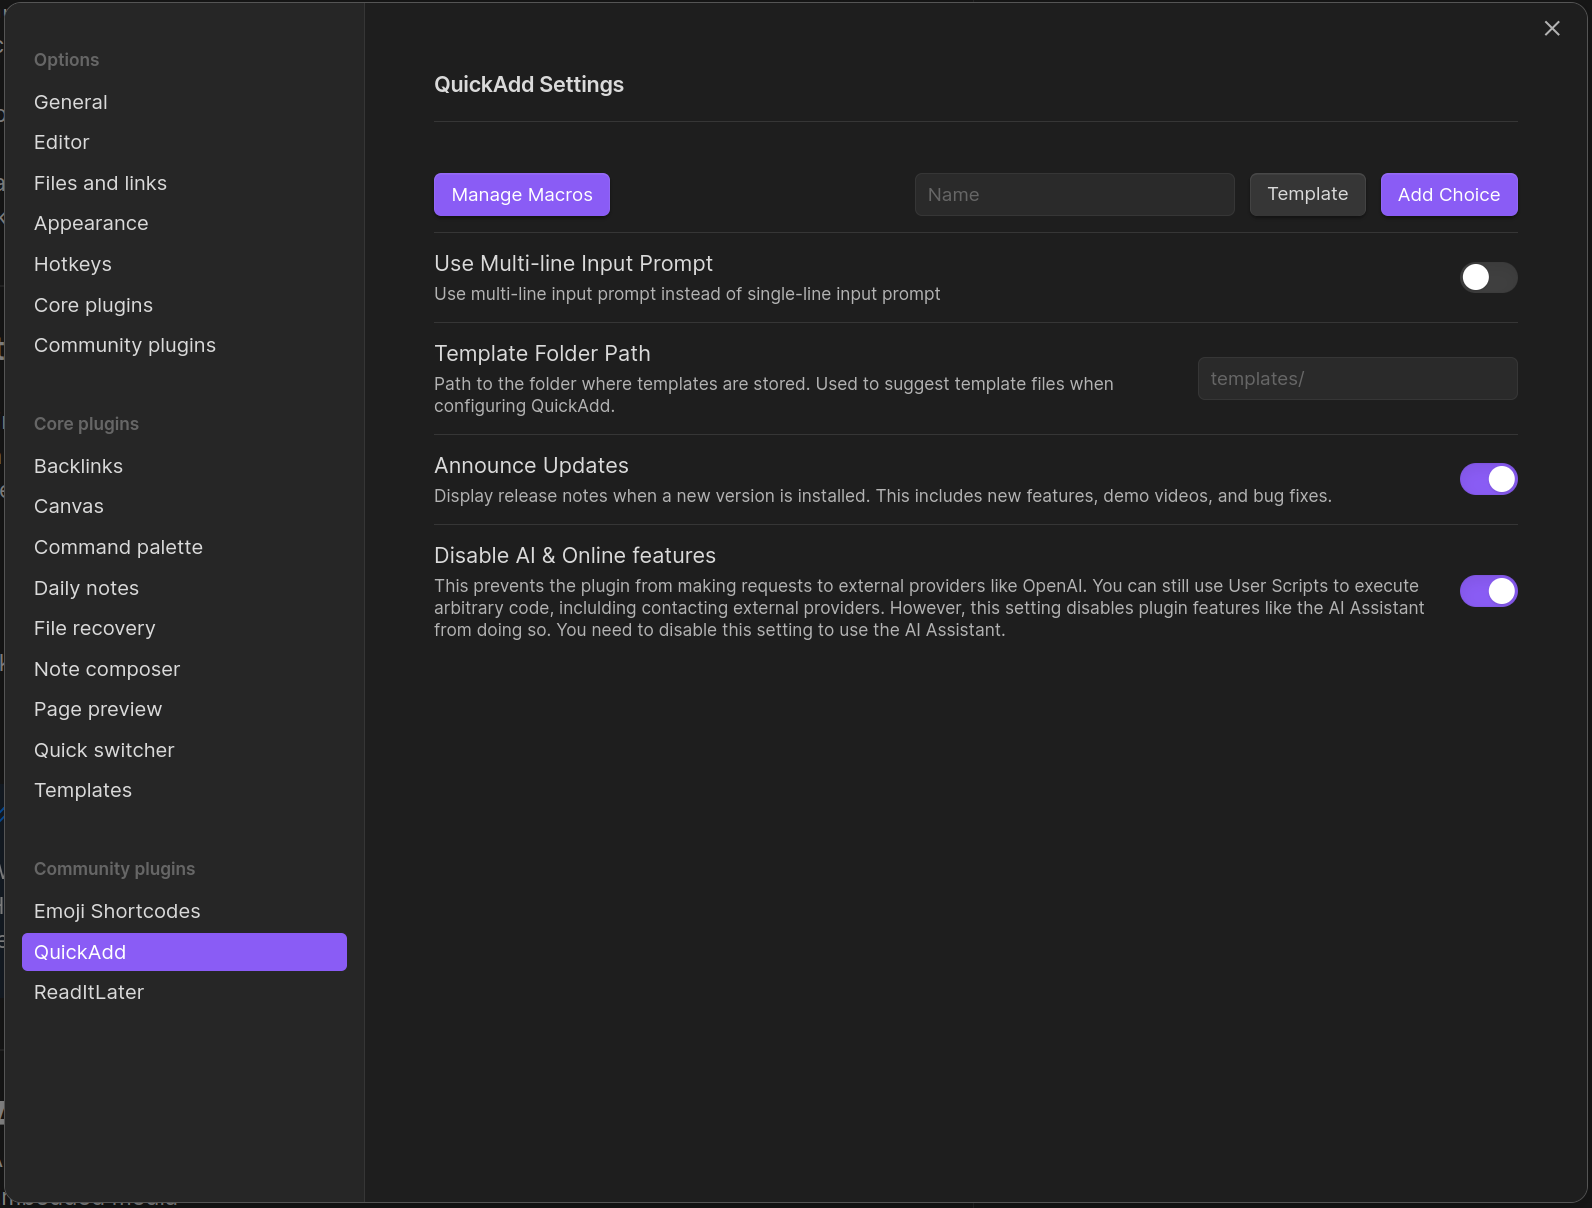 Options
General
Editor
Files and links
Appearance
Hotkeys
Core plugins
Community plugins
Core plugins
Backlinks
Canvas
Command palette
Daily notes
File recovery
Note composer
Page preview
Quick switcher
Templates
Community plugins
Emoji Shortcodes
QuickAdd
ReadItLater
QuickAdd Settings
Manage Macros
Name
Template
Add Choice
Use Multi-line Input Prompt
Use multi-line input prompt instead of single-line input prompt
Template Folder Path
Path to the folder where templates are stored. Used to suggest template files when
configuring QuickAdd.
templates/
Announce Updates
Display release notes when a new version is installed. This includes new features, demo videos, and bug fixes.
Disable AI & Online features
This prevents the plugin from making requests to external providers like OpenAI. You can still use User Scripts to execute
arbitrary code, inclulding contacting external providers. However, this setting disables plugin features like the AI Assistant
from doing so. You need to disable this setting to use the AI Assistant.